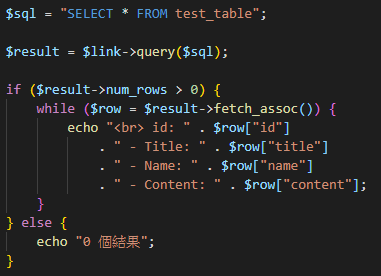 $sql = "SELECT * FROM test_table";

$result = $link->query($sql);

if ($result->num_rows > 0) {
    while ($row = $result->fetch_assoc()) {
        echo "<br> id: " . $row["id"]
            . " - Title: " . $row["title"]
            . " - Name: " . $row["name"]
            . " - Content: " . $row["content"];
    }
} else {
    echo "0 個結果";
}